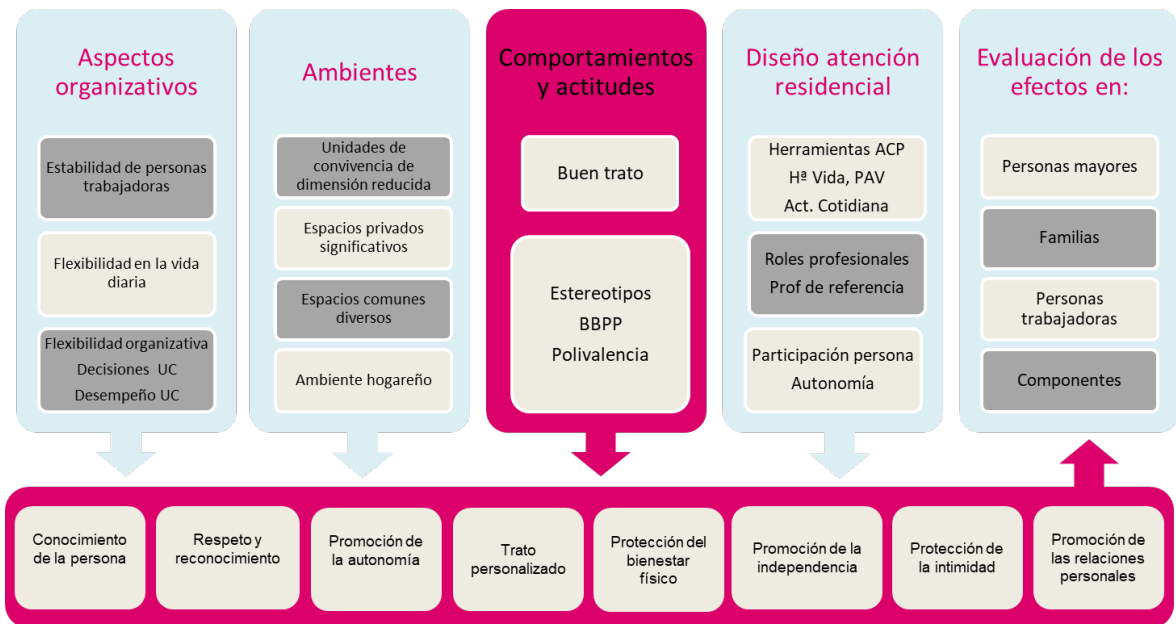 Aspectos
organizativos
Estabilidad de personas
trabajadoras
Flexibilidad en la vida
diaria
Flexibilidad organizativa
Decisiones UC
Desempeño UC
Ambientes
Unidades de
convivencia de
dimensión reducida
Espacios privados
significativos
Espacios comunes
diversos
Ambiente hogareño
Comportamientos
y actitudes
Buen trato
Estereotipos
BBPP
Polivalencia
Diseño atención
residencial
Herramientas ACP
Hª Vida, PAV
Act. Cotidiana
Roles profesionales
Prof de referencia
Participación persona
Autonomía
Evaluación de los
efectos en:
Personas mayores
Familias
Personas
trabajadoras
Componentes
Conocimiento
de la persona
Respeto y
reconocimiento
Promoción de
la autonomía
Trato
personalizado
Protección del
bienestar
físico
Promoción de la
independencia
Protección de
la intimidad
Promoción de
las relaciones
personales